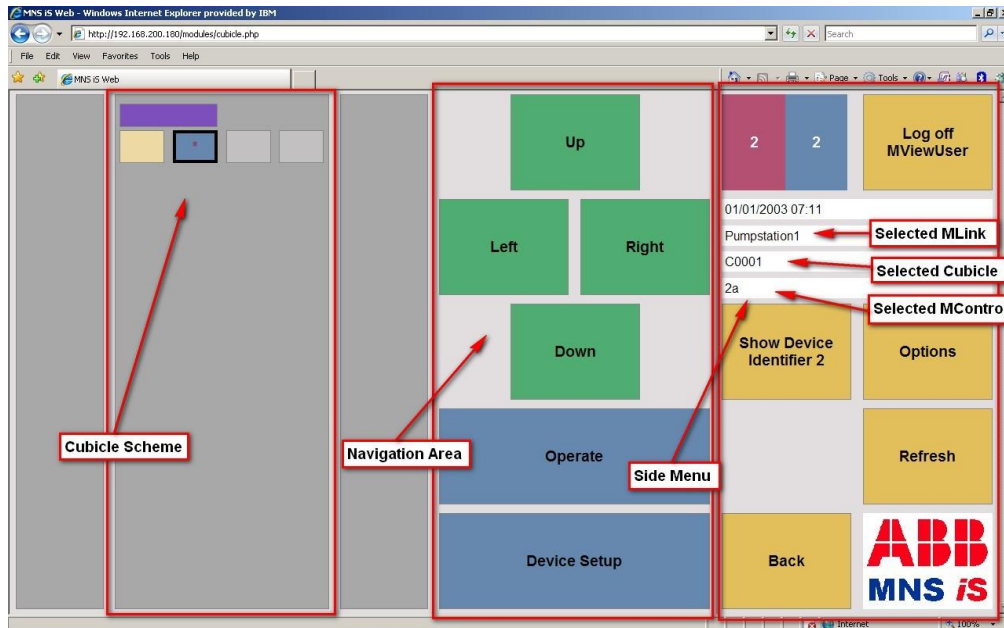 MNS iS Web - Windows Internet Explorer provided by IBM
http://192.168.200.180/modules/cubicle.php
Search
File Edit View Favorites Tools Help
MNS iS Web
Page
Tools
Up
2 2
Log off
MViewUser
01/01/2003 07:11
Left
Right
Pumpstation1
Selected MLink
C0001
Selected Cubicle
2a
Selected MContro
Down
Show Device
Identifier 2
Options
Cubicle Scheme
Navigation Area
Operate
Side Menu
Refresh
Device Setup
Back
ABB
MNS iS
Internet
100%